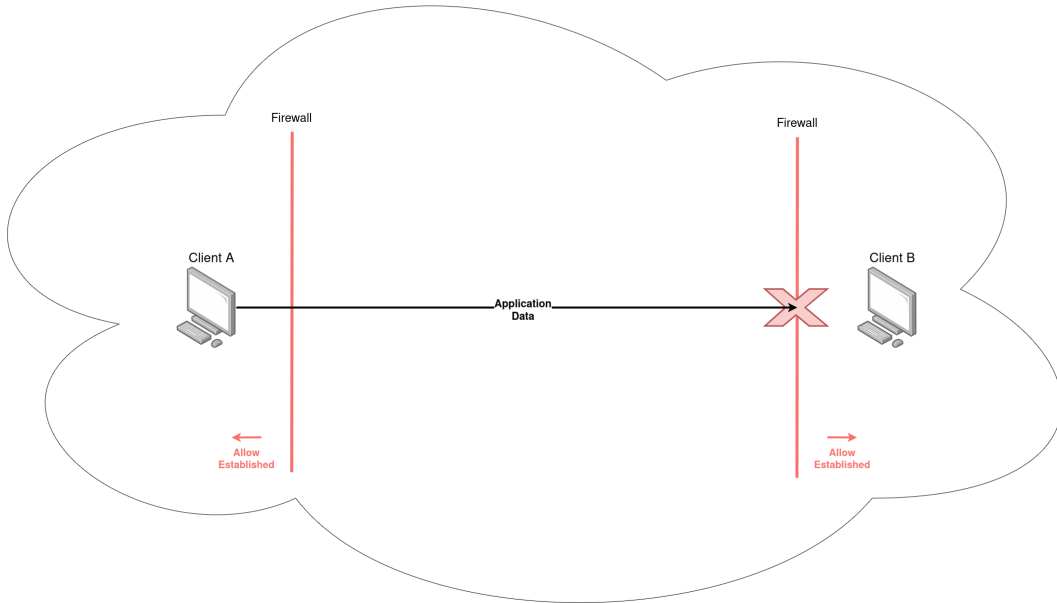 Firewall
Firewall
Client A
Client B
Application
Data
Allow
Established
Allow
Established